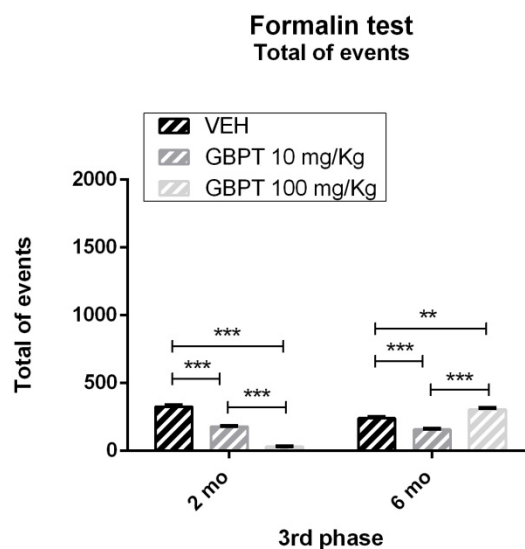 Formalin test
Total of events
VEH
GBPT 10 mg/Kg
GBPT 100 mg/Kg
Total of events
2000
1500
1000
500
0
***
***
***
**
***
***
2 mo
6 mo
3rd phase